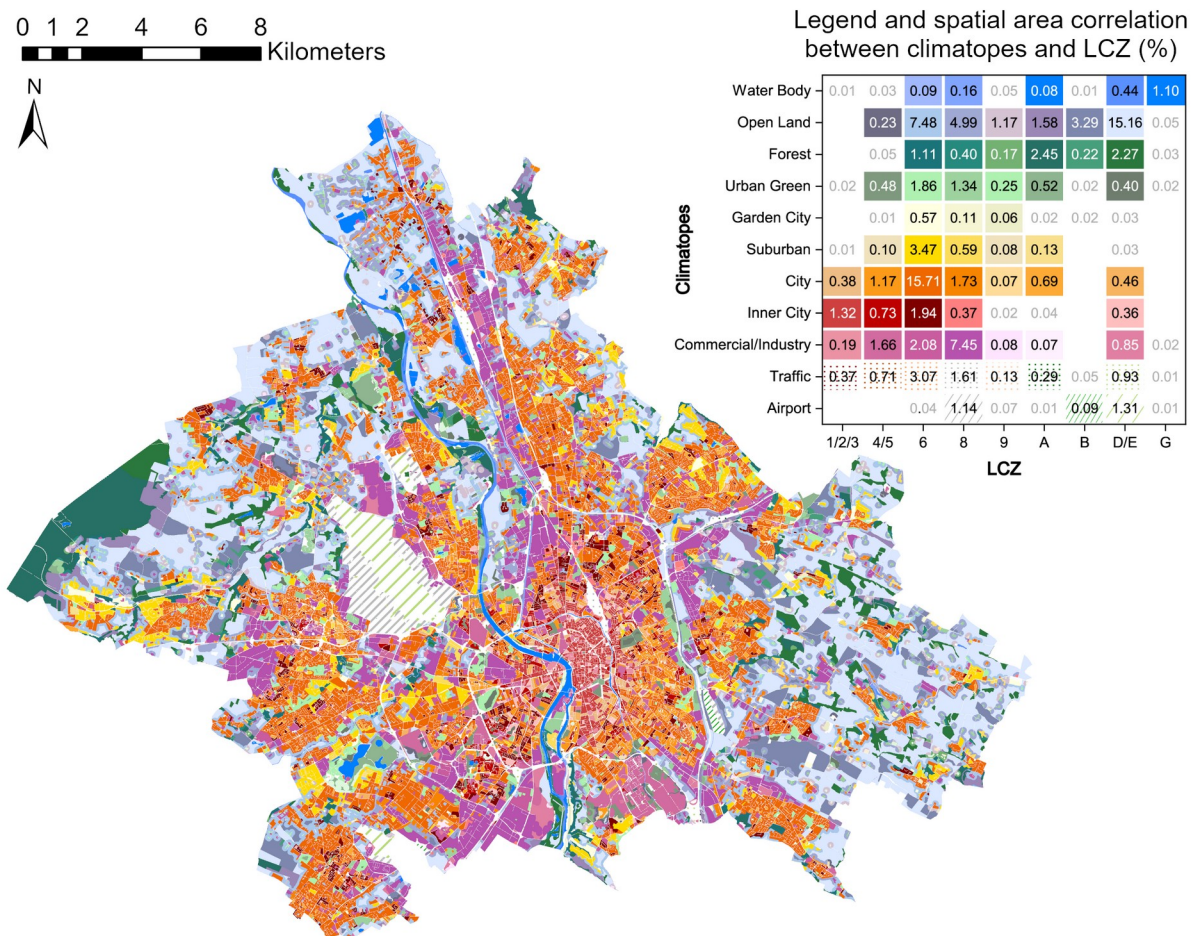 0 1 2 4 6 8
Kilometers
N
Legend and spatial area correlation
between climatopes and LCZ (%)
Climatopes
Water Body 0.01 0.03 0.09 0.16 0.05 0.08 0.01 0.44 1.10
Open Land 0.23 7.48 4.99 1.17 1.58 3.29 15.16 0.05
Forest 0.05 1.11 0.40 0.17 2.45 0.22 2.27 0.03
Urban Green 0.02 0.48 1.86 1.34 0.25 0.52 0.02 0.40 0.02
Garden City 0.01 0.57 0.11 0.06 0.02 0.02 0.03
Suburban 0.01 0.10 3.47 0.59 0.08 0.13 0.03
City 0.38 1.17 15.71 1.73 0.07 0.69 0.46
Inner City 1.32 0.73 1.94 0.37 0.02 0.04 0.36
Commercial/Industry 0.19 1.66 2.08 7.45 0.08 0.07 0.85 0.02
Traffic 0.37 0.71 3.07 1.61 0.13 0.29 0.05 0.93 0.01
Airport 0.04 1.14 0.07 0.01 0.09 1.31 0.01
1/2/3 4/5 6 8 9 A B D/E G
LCZ